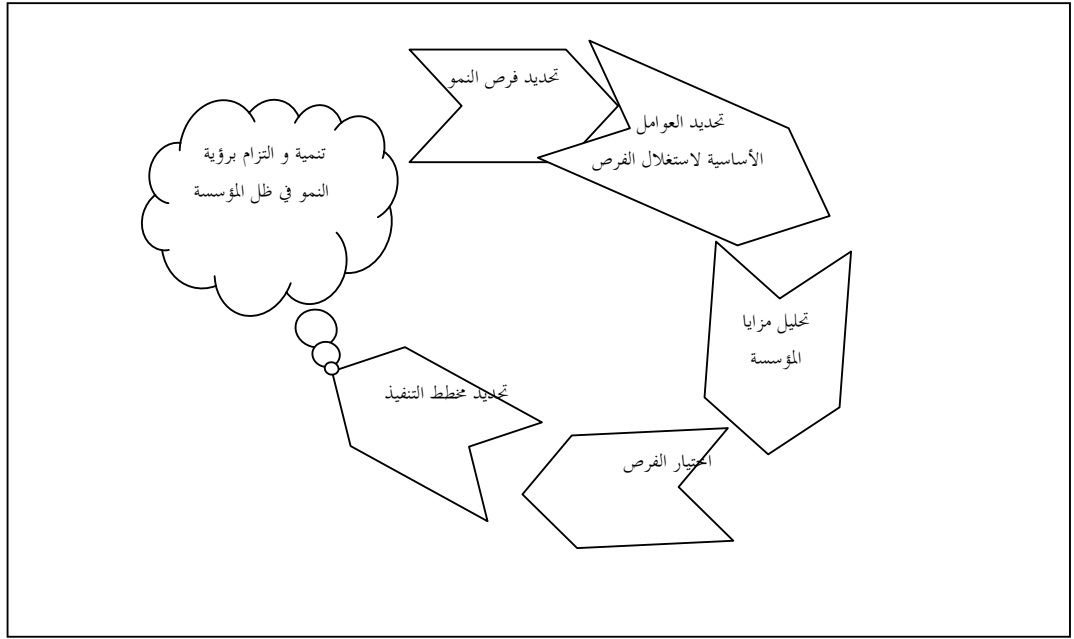 تحديد فرص النمو
تحديد العوامل
الأساسية لاستغلال الفرص
تنمية و التزام برؤية
النمو في ظل المؤسسة
تحليل مزايا
المؤسسة
تحديد مخطط التنفيذ
اختيار الفرص